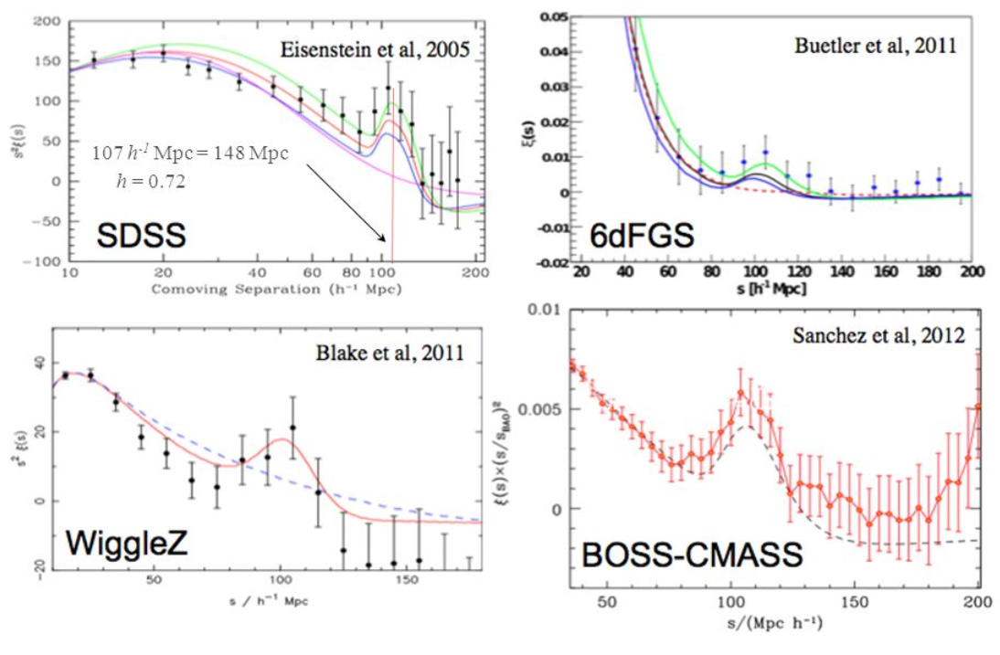 200
150
100
50
0
−50
−100
s²ξ(s)
Eisenstein et al, 2005
107 h⁻¹ Mpc = 148 Mpc
h = 0.72
SDSS
10 20 40 60 80 100 200
Comoving Separation (h⁻¹ Mpc)
0.05
0.04
0.03
0.02
0.01
0
-0.01
-0.02
ξ(s)
Buetler et al, 2011
6dFGS
20 40 60 80 100 120 140 160 180 200
s [h⁻¹ Mpc]
40
20
0
-20
s² ξ(s)
Blake et al, 2011
WiggleZ
50 100 150
s / h⁻¹ Mpc
0.01
0.005
0
ξ(s)×(s/s_BAO)²
Sanchez et al, 2012
BOSS-CMASS
50 100 150 200
s/(Mpc h⁻¹)